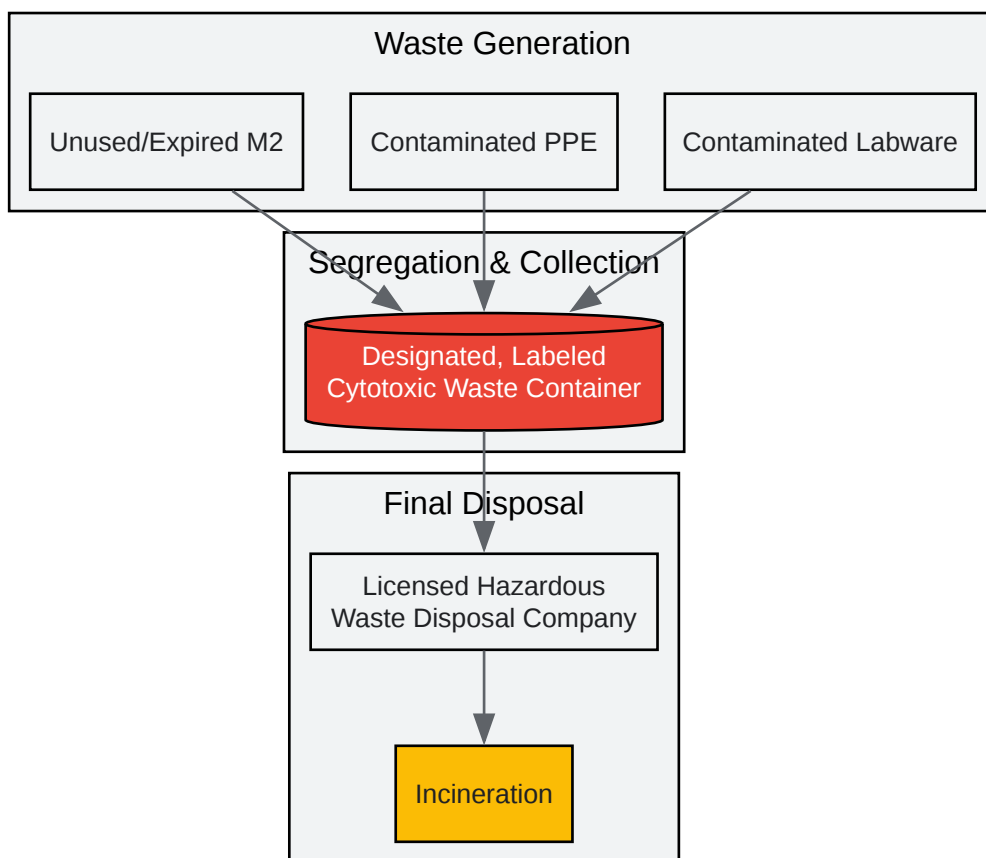 Waste Generation
Unused/Expired M2
Contaminated PPE
Contaminated Labware
Segregation & Collection
Designated, Labeled
Cytotoxic Waste Container
Final Disposal
Licensed Hazardous
Waste Disposal Company
Incineration